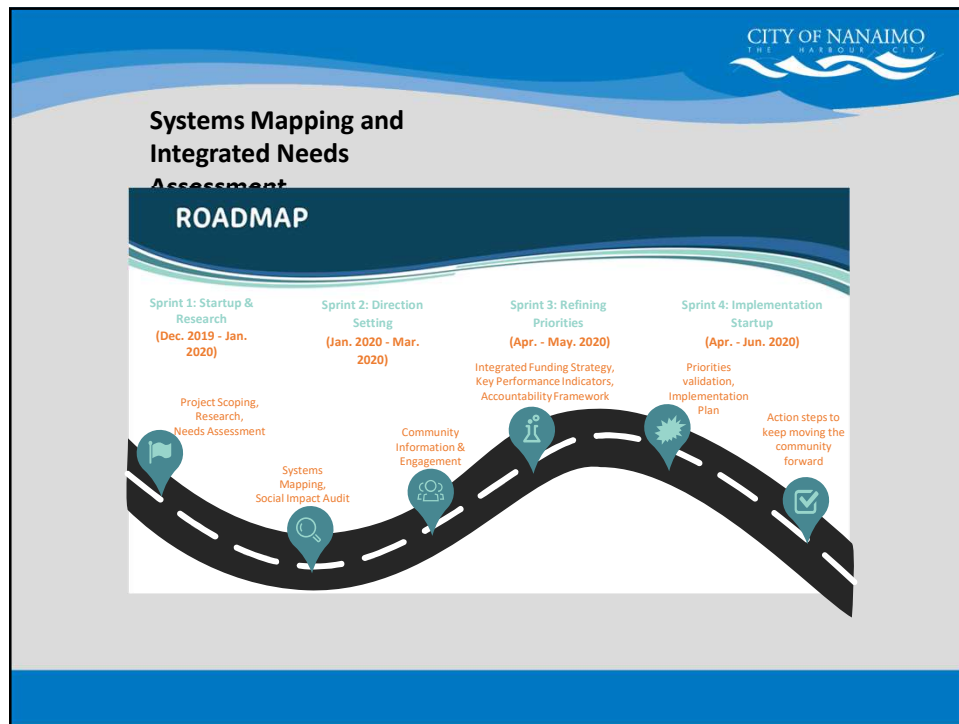 CITY OF NANAIMO
THE HARBOUR CITY
Systems Mapping and
Integrated Needs
Assessment
ROADMAP
Sprint 1: Startup &
Research
(Dec. 2019 - Jan.
2020)
Sprint 2: Direction
Setting
(Jan. 2020 - Mar.
2020)
Sprint 3: Refining
Priorities
(Apr. - May. 2020)
Sprint 4: Implementation
Startup
(Apr. - Jun. 2020)
Project Scoping,
Research,
Needs Assessment
Systems
Mapping,
Social Impact Audit
Community
Information &
Engagement
Integrated Funding Strategy,
Key Performance Indicators,
Accountability Framework
Priorities
validation,
Implementation
Plan
Action steps to
keep moving the
community
forward